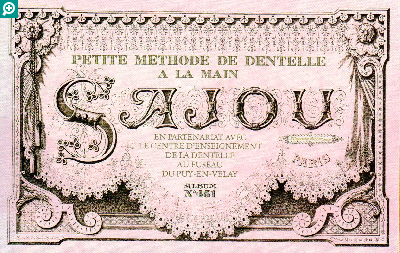 PETITE METHODE DE DENTELLE
A LA MAIN
SAJOU
EN PARTENARIAT AVEC
LE CENTRE D'ENSEIGNEMENT
DE LA DENTELLE
AU FUSEAU
DU PUY-EN-VELAY
PARIS
ALBUM